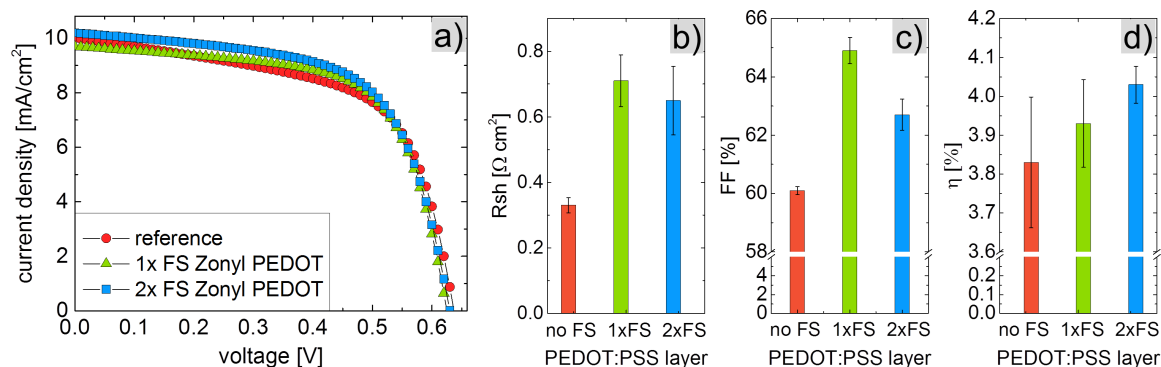 a)
current density [mA/cm²]
10
8
6
4
2
0
reference
1x FS Zonyl PEDOT
2x FS Zonyl PEDOT
0.0 0.1 0.2 0.3 0.4 0.5 0.6
voltage [V]
b)
Rsh [Ω cm²]
0.8
0.6
0.4
0.2
0.0
no FS 1xFS 2xFS
PEDOT:PSS layer
c)
FF [%]
66
64
62
60
58
4
2
0
no FS 1xFS 2xFS
PEDOT:PSS layer
d)
η [%]
4.2
4.1
4.0
3.9
3.8
3.7
3.6
0.2
0.1
0.0
no FS 1xFS 2xFS
PEDOT:PSS layer